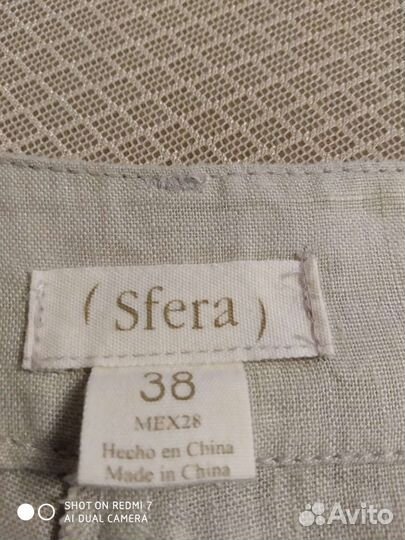 ( Sfera )
38
MEX28
Hecho en China
Made in China
SHOT ON REDMI 7
AI DUAL CAMERA
Avito